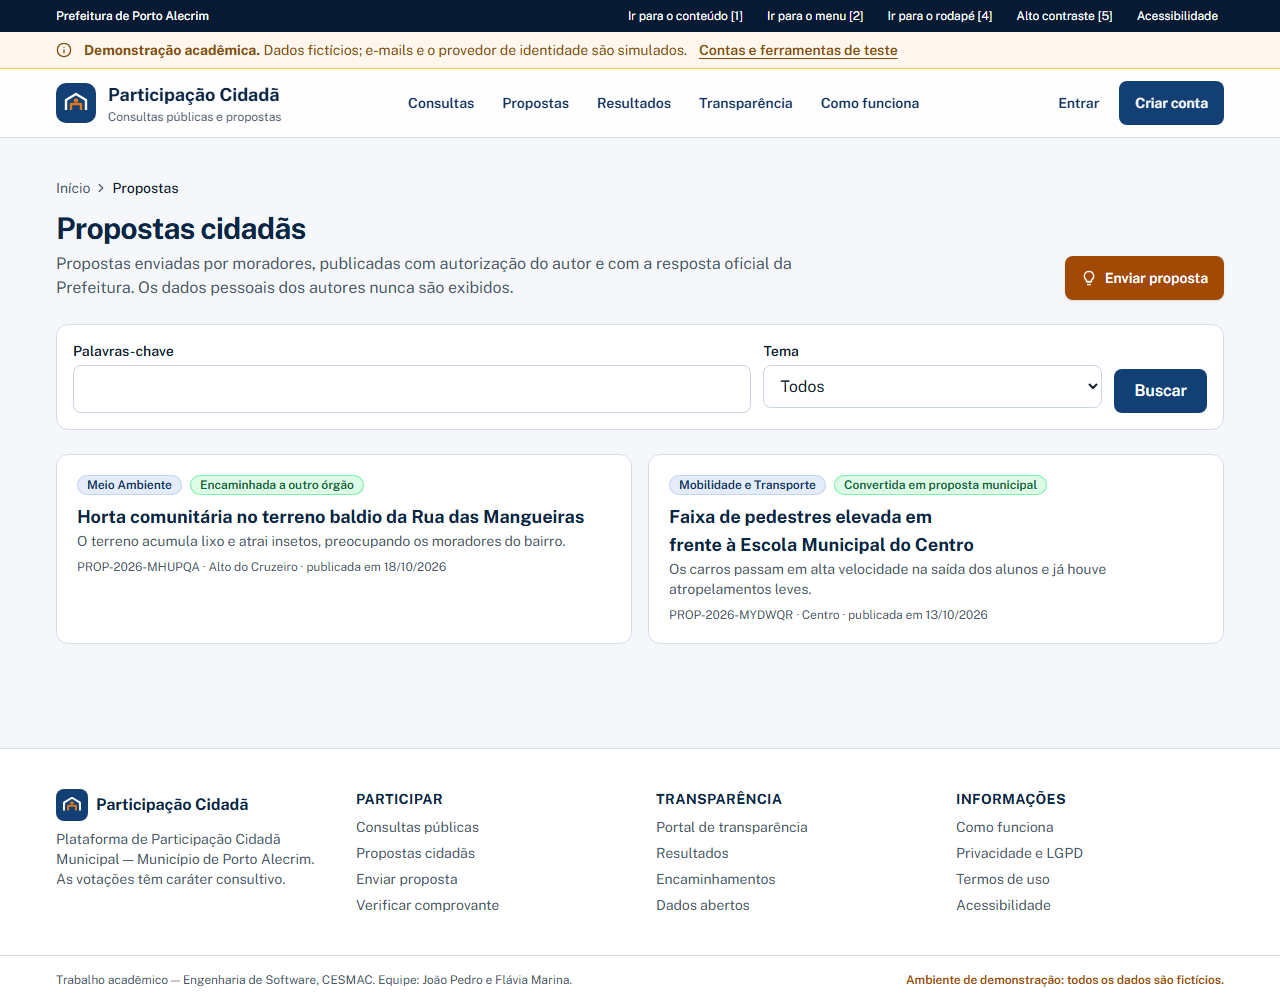 Prefeitura de Porto Alecrim
Ir para o conteúdo [1]
Ir para o menu [2]
Ir para o rodapé [4]
Alto contraste [5]
Acessibilidade
Demonstração acadêmica. Dados fictícios; e-mails e o provedor de identidade são simulados. Contas e ferramentas de teste
Participação Cidadã
Consultas públicas e propostas
Consultas
Propostas
Resultados
Transparência
Como funciona
Entrar
Criar conta
Início > Propostas
Propostas cidadãs
Propostas enviadas por moradores, publicadas com autorização do autor e com a resposta oficial da
Prefeitura. Os dados pessoais dos autores nunca são exibidos.
Enviar proposta
Palavras-chave
Tema
Todos
Buscar
Meio Ambiente
Encaminhada a outro órgão
Horta comunitária no terreno baldio da Rua das Mangueiras
O terreno acumula lixo e atrai insetos, preocupando os moradores do bairro.
PROP-2026-MHUPQA · Alto do Cruzeiro · publicada em 18/10/2026
Mobilidade e Transporte
Convertida em proposta municipal
Faixa de pedestres elevada em
frente à Escola Municipal do Centro
Os carros passam em alta velocidade na saída dos alunos e já houve
atropelamentos leves.
PROP-2026-MYDWQR · Centro · publicada em 13/10/2026
Participação Cidadã
Plataforma de Participação Cidadã
Municipal — Município de Porto Alecrim.
As votações têm caráter consultivo.
PARTICIPAR
Consultas públicas
Propostas cidadãs
Enviar proposta
Verificar comprovante
TRANSPARÊNCIA
Portal de transparência
Resultados
Encaminhamentos
Dados abertos
INFORMAÇÕES
Como funciona
Privacidade e LGPD
Termos de uso
Acessibilidade
Trabalho acadêmico — Engenharia de Software, CESMAC. Equipe: João Pedro e Flávia Marina.
Ambiente de demonstração: todos os dados são fictícios.